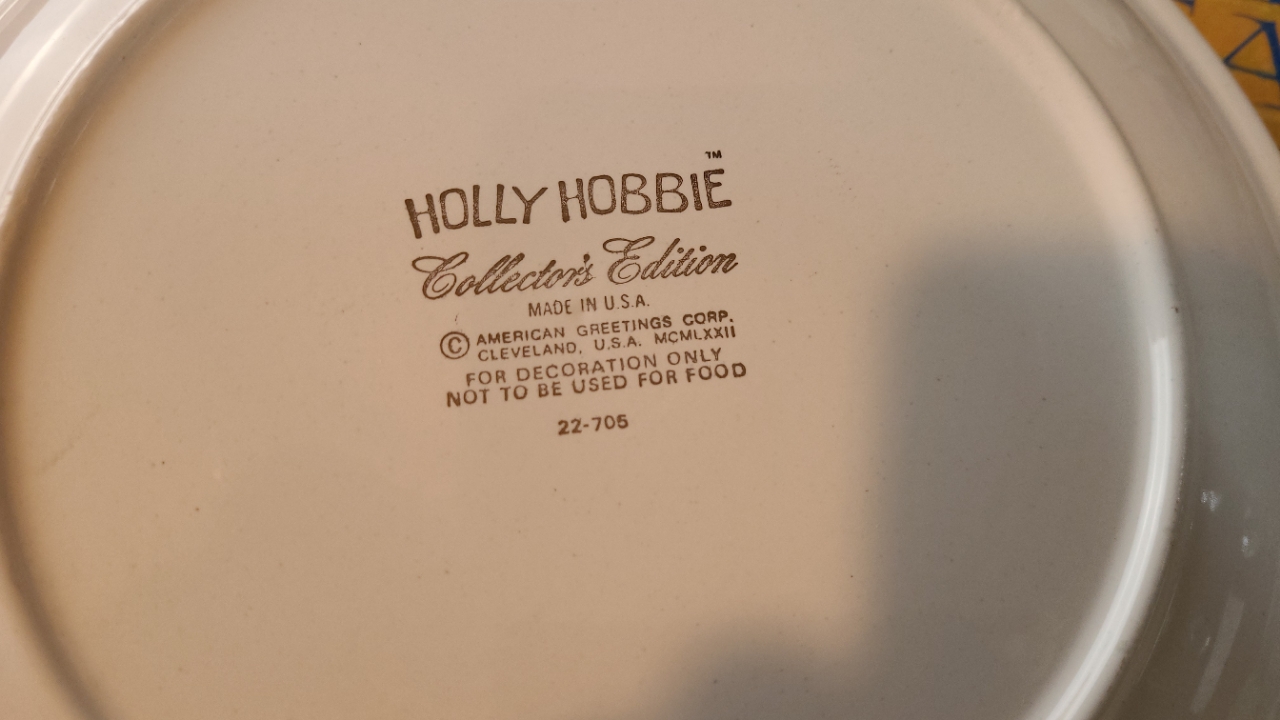 HOLLY HOBBIE™
Collector's Edition
MADE IN U.S.A.
© AMERICAN GREETINGS CORP.
CLEVELAND, U.S.A. MCMLXXII
FOR DECORATION ONLY
NOT TO BE USED FOR FOOD
22-705